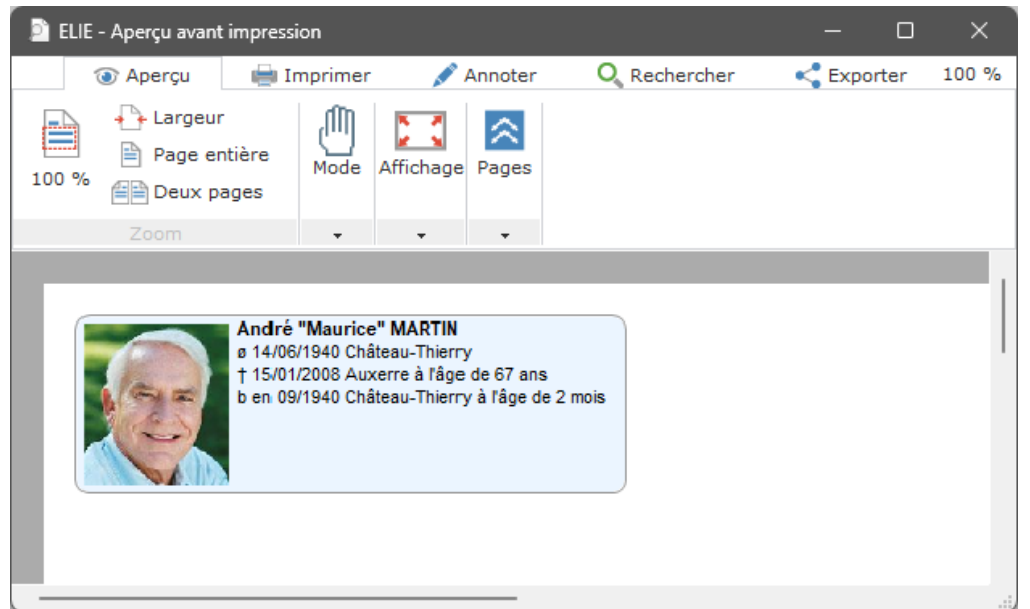 ELIE - Aperçu avant impression
Aperçu Imprimer Annoter Rechercher Exporter 100 %
Largeur
Page entière
Deux pages
100 %
Zoom
Mode
Affichage
Pages
André "Maurice" MARTIN
ø 14/06/1940 Château-Thierry
† 15/01/2008 Auxerre à l'âge de 67 ans
b en 09/1940 Château-Thierry à l'âge de 2 mois